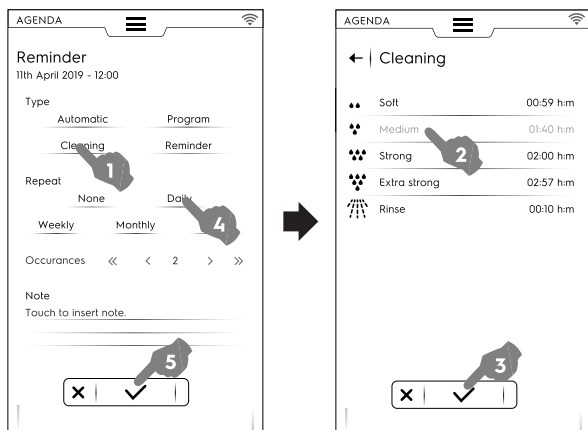 AGENDA
Reminder
11th April 2019 - 12:00
Type
Automatic Program
Cleaning Reminder
1
Repeat
None Daily
4
Weekly Monthly
Occurances « < 2 > »
Note
Touch to insert note.
5
AGENDA
Cleaning
Soft 00:59 h:m
Medium 01:40 h:m
2
Strong 02:00 h:m
Extra strong 02:57 h:m
Rinse 00:10 h:m
3